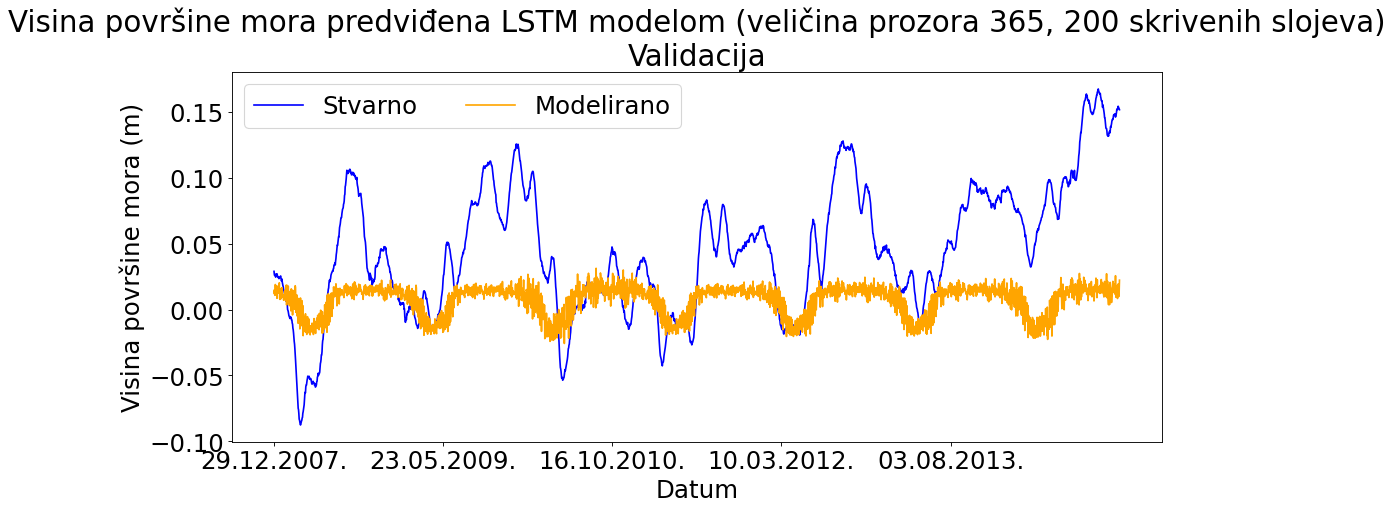 Visina površine mora predviđena LSTM modelom (veličina prozora 365, 200 skrivenih slojeva)
Validacija
Stvarno Modelirano
Visina površine mora (m)
0.15
0.10
0.05
0.00
−0.05
−0.10
29.12.2007. 23.05.2009. 16.10.2010. 10.03.2012. 03.08.2013.
Datum